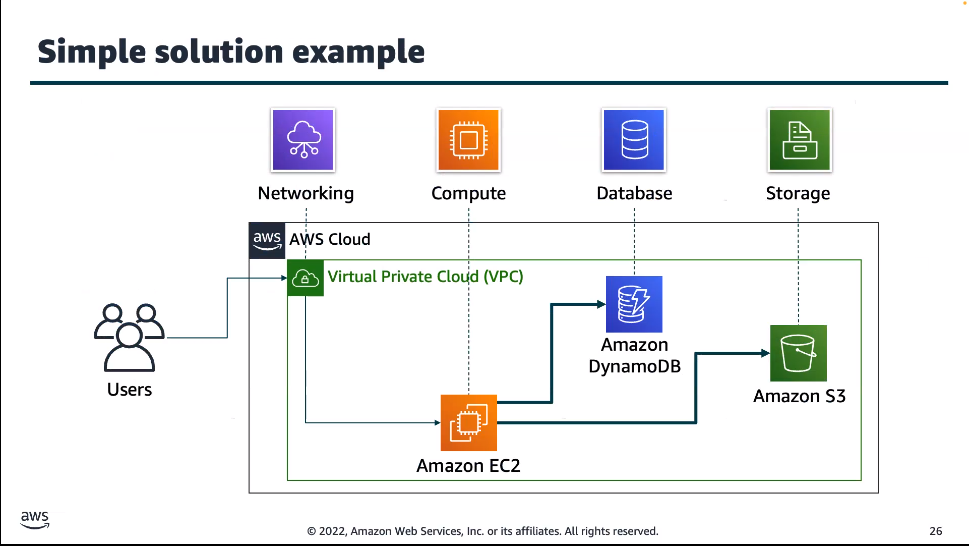 Simple solution example
Networking
Compute
Database
Storage
aws
AWS Cloud
Virtual Private Cloud (VPC)
Users
Amazon
DynamoDB
Amazon S3
Amazon EC2
aws
© 2022, Amazon Web Services, Inc. or its affiliates. All rights reserved.
26